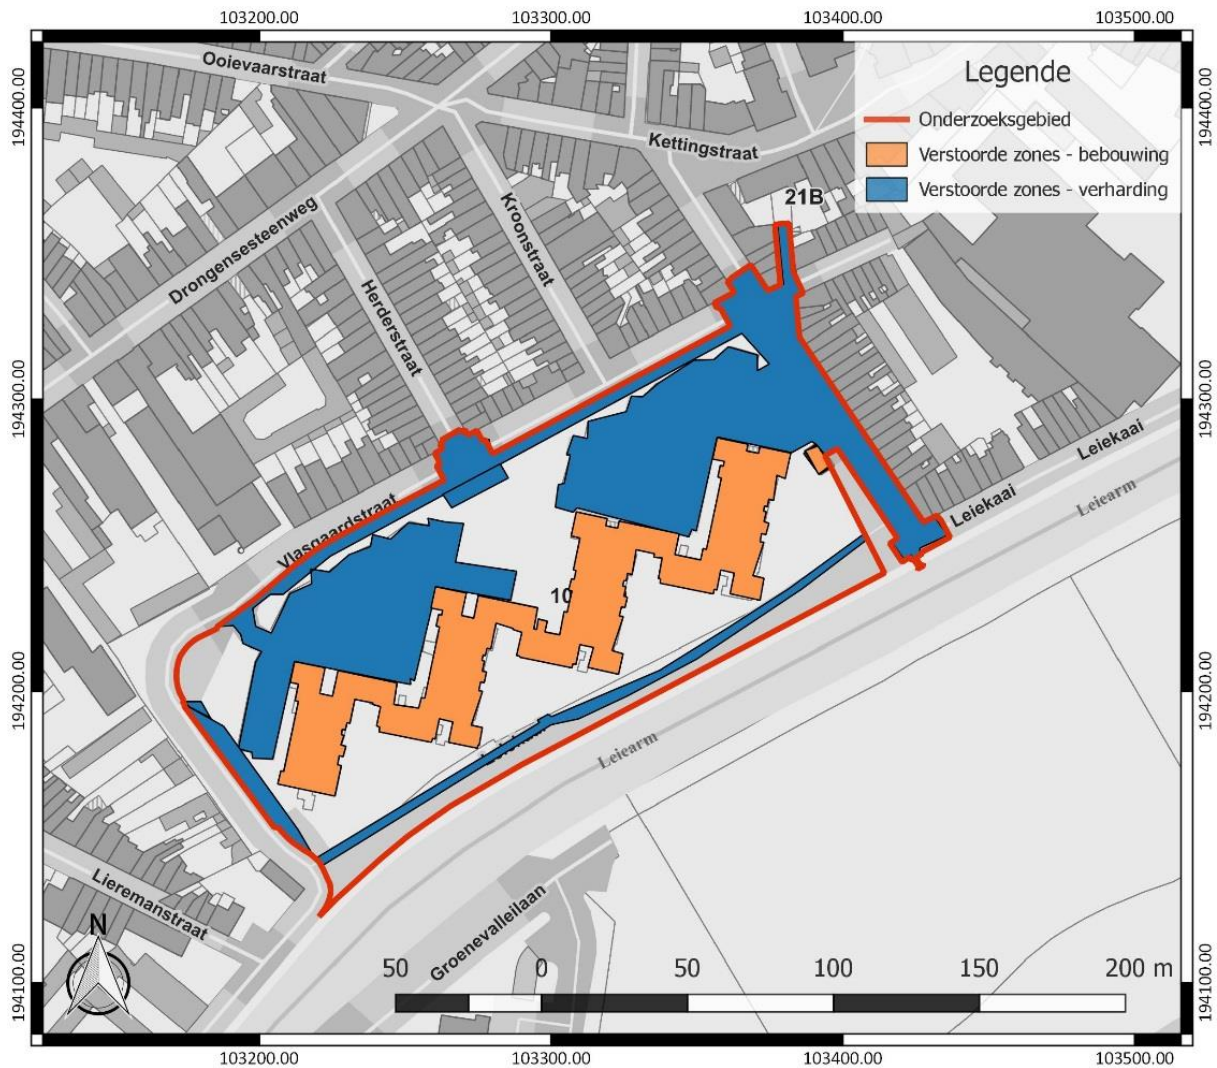 103200.00 103300.00 103400.00 103500.00
194400.00 194400.00
Legende
Onderzoeksgebied
Verstoorde zones - bebouwing
Verstoorde zones - verharding
Ooievaarstraat
Kettingstraat
21B
Kroonstraat
Drongensesteenweg
Herderstraat
194300.00 194300.00
Leiekaai
Leiearm
Leiekaai
Vlasgaardstraat
10
194200.00 194200.00
Leiearm
Lieremanstraat
Groenevalleilaan
N
50 0 50 100 150 200 m
194100.00 194100.00
103200.00 103300.00 103400.00 103500.00